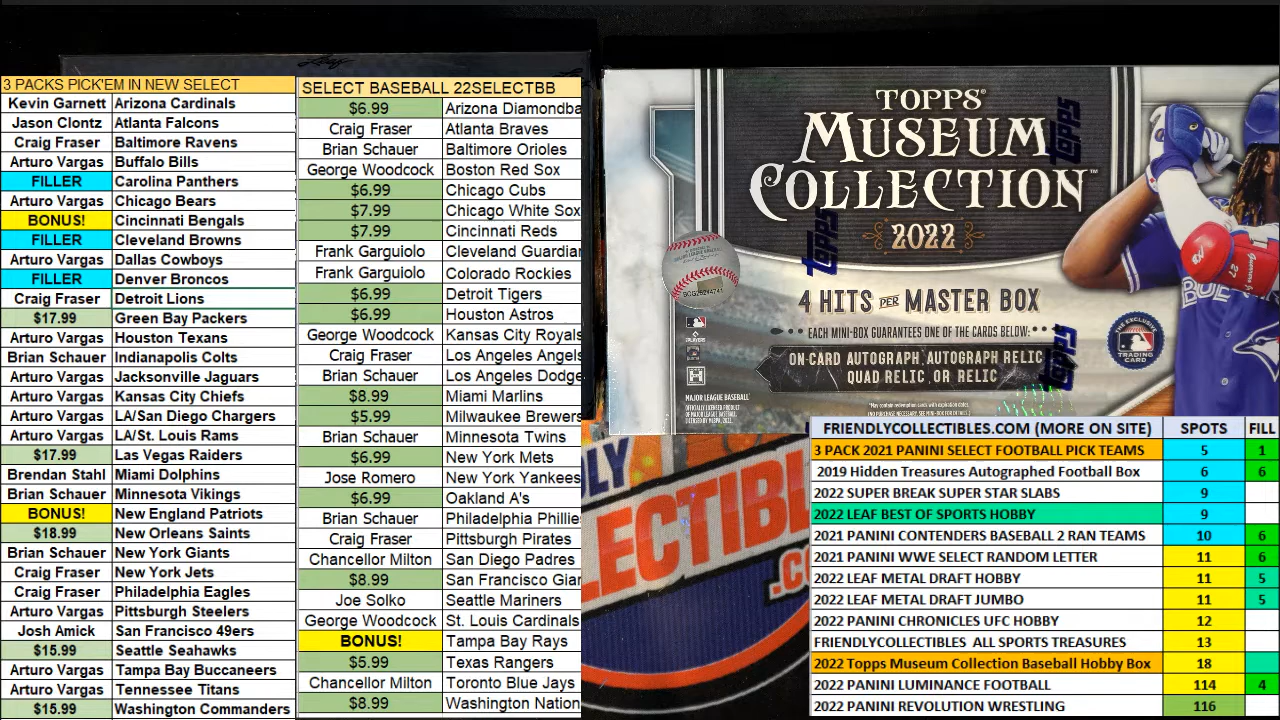 3 PACKS PICK'EM IN NEW SELECT
Kevin Garnett Arizona Cardinals
Jason Clontz Atlanta Falcons
Craig Fraser Baltimore Ravens
Arturo Vargas Buffalo Bills
FILLER Carolina Panthers
Arturo Vargas Chicago Bears
BONUS! Cincinnati Bengals
FILLER Cleveland Browns
Arturo Vargas Dallas Cowboys
FILLER Denver Broncos
Craig Fraser Detroit Lions
$17.99 Green Bay Packers
Arturo Vargas Houston Texans
Brian Schauer Indianapolis Colts
Arturo Vargas Jacksonville Jaguars
Arturo Vargas Kansas City Chiefs
Arturo Vargas LA/San Diego Chargers
Arturo Vargas LA/St. Louis Rams
$17.99 Las Vegas Raiders
Brendan Stahl Miami Dolphins
Brian Schauer Minnesota Vikings
BONUS! New England Patriots
$18.99 New Orleans Saints
Brian Schauer New York Giants
Craig Fraser New York Jets
Craig Fraser Philadelphia Eagles
Arturo Vargas Pittsburgh Steelers
Josh Amick San Francisco 49ers
$15.99 Seattle Seahawks
Arturo Vargas Tampa Bay Buccaneers
Arturo Vargas Tennessee Titans
$15.99 Washington Commanders
SELECT BASEBALL 22SELECTBB
$6.99 Arizona Diamondba
Craig Fraser Atlanta Braves
Brian Schauer Baltimore Orioles
George Woodcock Boston Red Sox
$6.99 Chicago Cubs
$7.99 Chicago White Sox
$7.99 Cincinnati Reds
Frank Garguiolo Cleveland Guardian
Frank Garguiolo Colorado Rockies
$6.99 Detroit Tigers
$6.99 Houston Astros
George Woodcock Kansas City Royals
Craig Fraser Los Angeles Angels
Brian Schauer Los Angeles Dodge
$8.99 Miami Marlins
$5.99 Milwaukee Brewers
Brian Schauer Minnesota Twins
$6.99 New York Mets
Jose Romero New York Yankees
$6.99 Oakland A's
Brian Schauer Philadelphia Phillie
Craig Fraser Pittsburgh Pirates
Chancellor Milton San Diego Padres
$8.99 San Francisco Gian
Joe Solko Seattle Mariners
George Woodcock St. Louis Cardinals
BONUS! Tampa Bay Rays
$5.99 Texas Rangers
Chancellor Milton Toronto Blue Jays
$8.99 Washington Nation
TOPPS®
MUSEUM
COLLECTION™
2022
4 HITS PER MASTER BOX
EACH MINI-BOX GUARANTEES ONE OF THE CARDS BELOW:
ON-CARD AUTOGRAPH, AUTOGRAPH RELIC
QUAD RELIC, OR RELIC
MAJOR LEAGUE BASEBALL
topps
topps
topps
THE EXCLUSIVE
TRADING CARD
27
BLUE
LY
LECTIBL
.CO
FRIENDLYCOLLECTIBLES.COM (MORE ON SITE) SPOTS FILL
3 PACK 2021 PANINI SELECT FOOTBALL PICK TEAMS 5 1
2019 Hidden Treasures Autographed Football Box 6 6
2022 SUPER BREAK SUPER STAR SLABS 9
2022 LEAF BEST OF SPORTS HOBBY 9
2021 PANINI CONTENDERS BASEBALL 2 RAN TEAMS 10 6
2021 PANINI WWE SELECT RANDOM LETTER 11 6
2022 LEAF METAL DRAFT HOBBY 11 5
2022 LEAF METAL DRAFT JUMBO 11 5
2022 PANINI CHRONICLES UFC HOBBY 12
FRIENDLYCOLLECTIBLES ALL SPORTS TREASURES 13
2022 Topps Museum Collection Baseball Hobby Box 18
2022 PANINI LUMINANCE FOOTBALL 114 4
2022 PANINI REVOLUTION WRESTLING 116